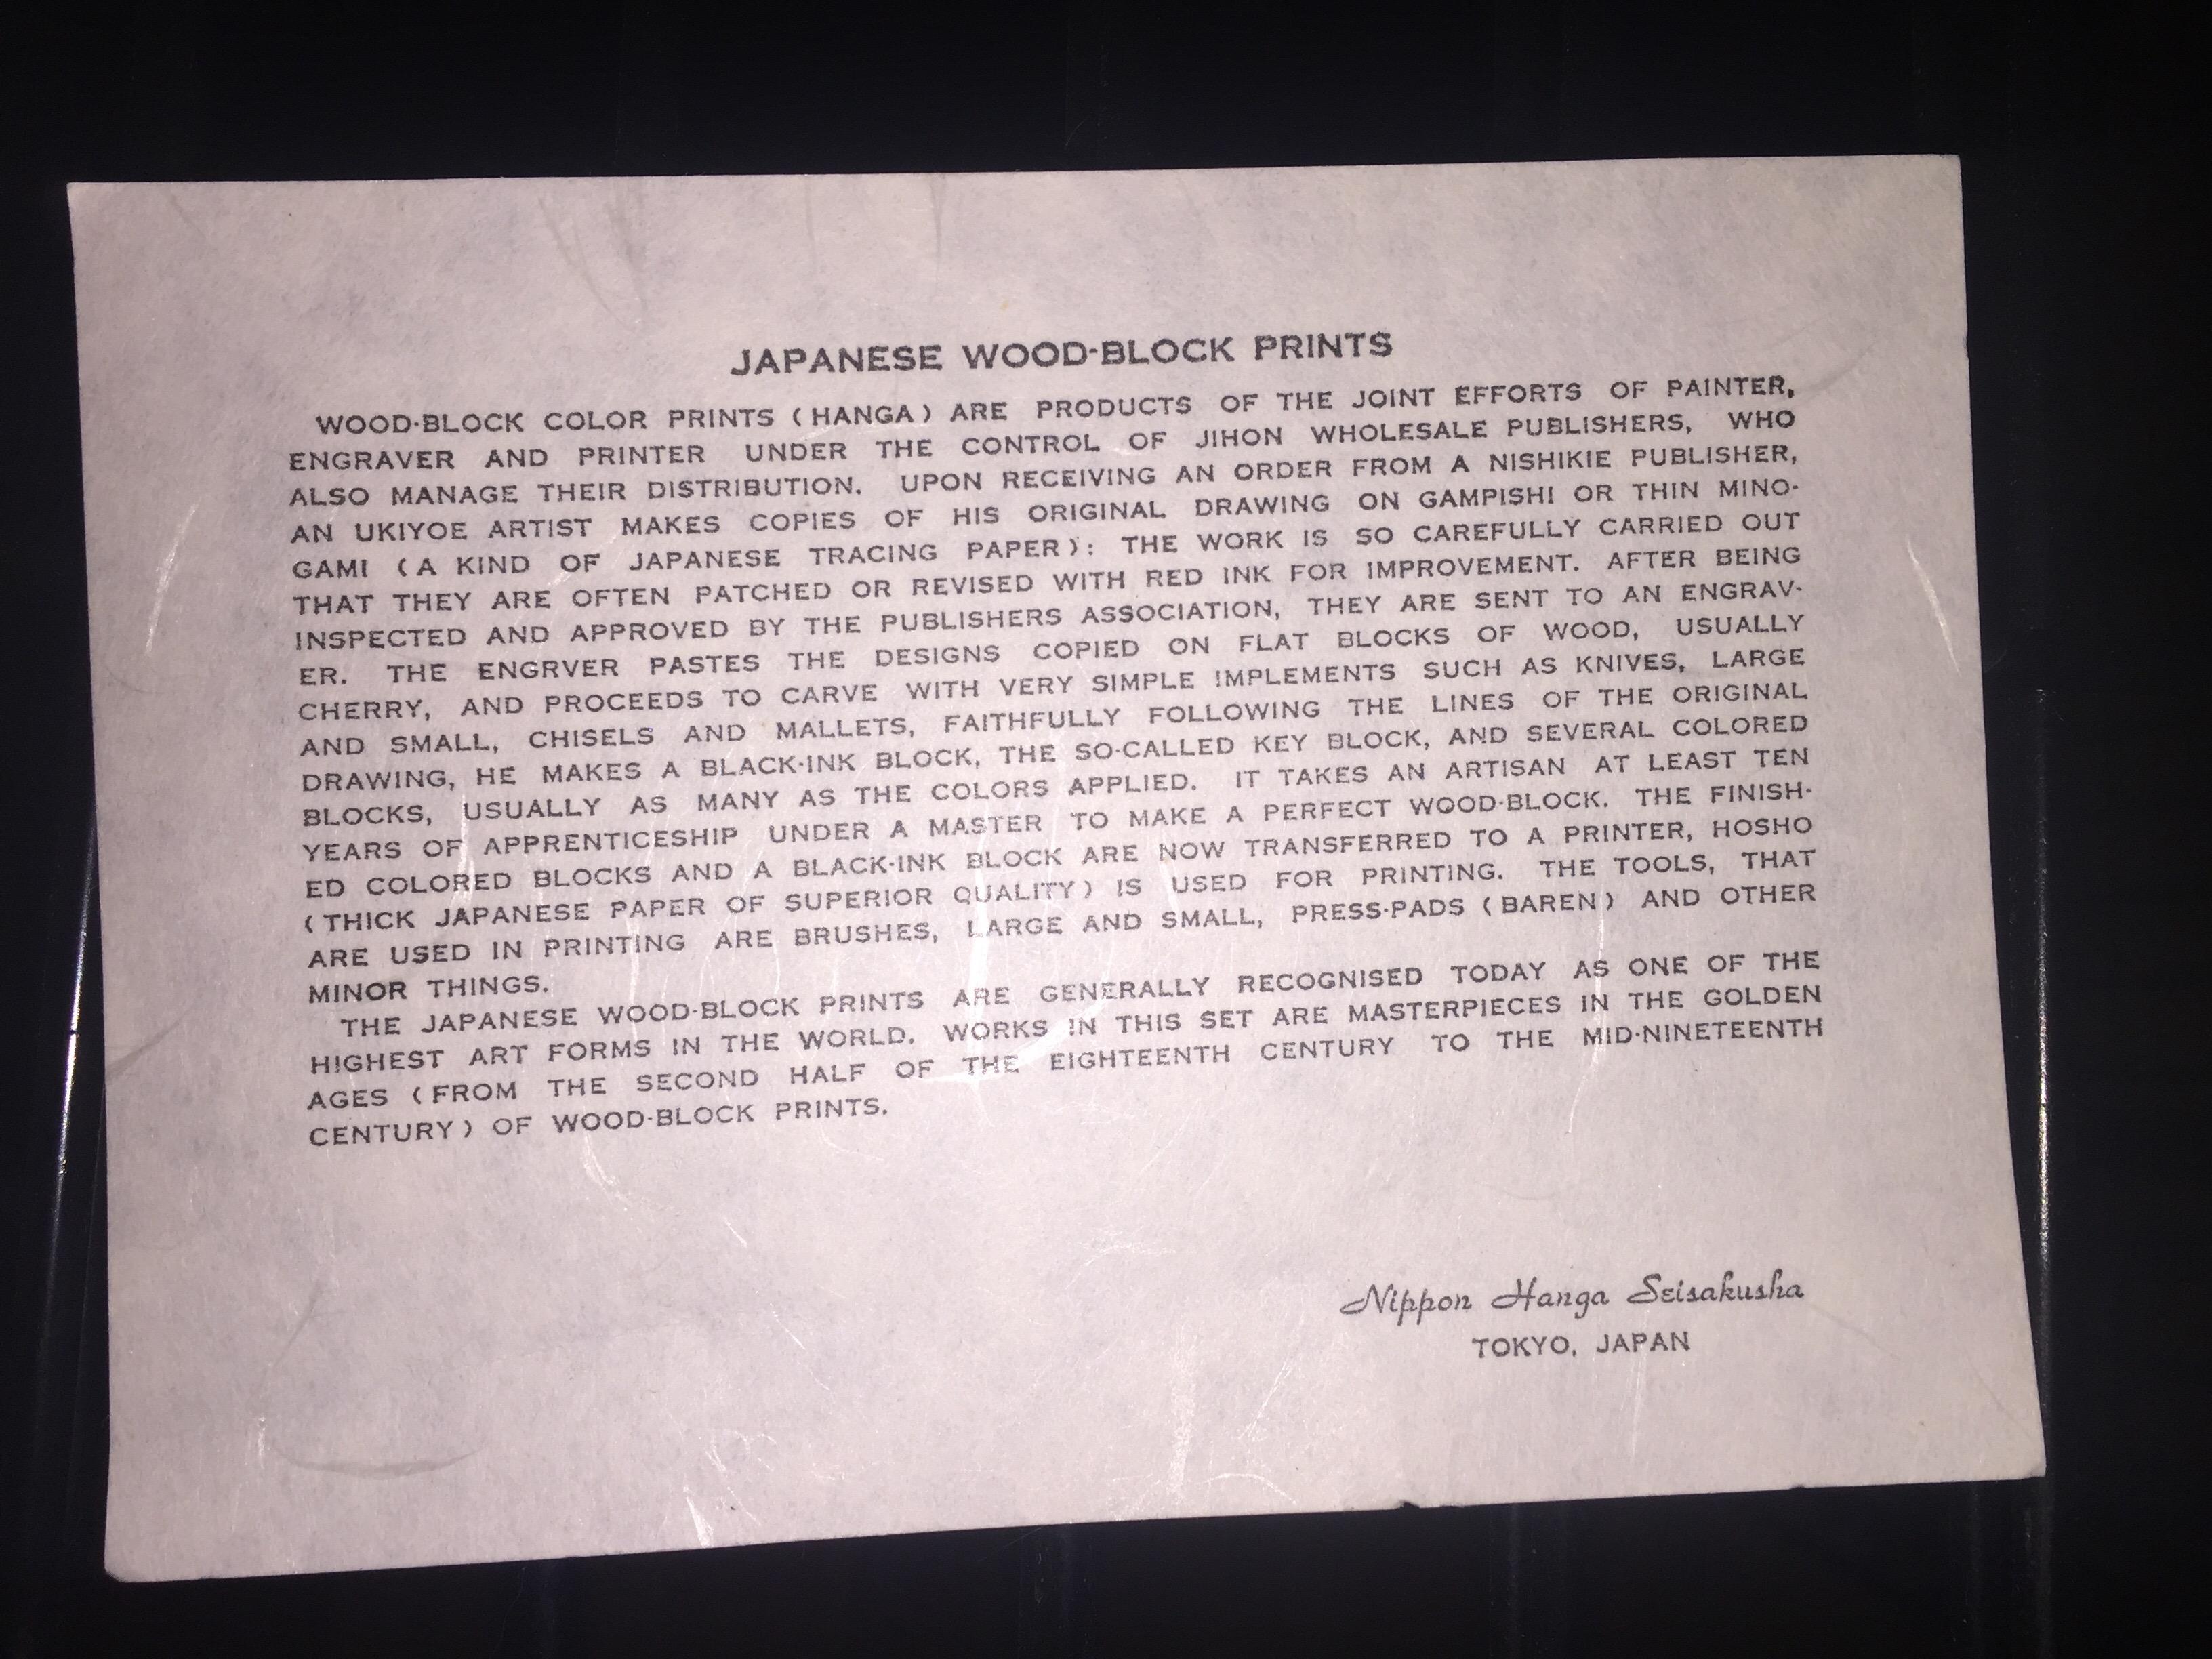 JAPANESE WOOD-BLOCK PRINTS
WOOD-BLOCK COLOR PRINTS (HANGA) ARE PRODUCTS OF THE JOINT EFFORTS OF PAINTER,
ENGRAVER AND PRINTER UNDER THE CONTROL OF JIHON WHOLESALE PUBLISHERS, WHO
ALSO MANAGE THEIR DISTRIBUTION. UPON RECEIVING AN ORDER FROM A NISHIKIE PUBLISHER,
AN UKIYOE ARTIST MAKES COPIES OF HIS ORIGINAL DRAWING ON GAMPISHI OR THIN MINO-
GAMI (A KIND OF JAPANESE TRACING PAPER): THE WORK IS SO CAREFULLY CARRIED OUT
THAT THEY ARE OFTEN PATCHED OR REVISED WITH RED INK FOR IMPROVEMENT. AFTER BEING
INSPECTED AND APPROVED BY THE PUBLISHERS ASSOCIATION, THEY ARE SENT TO AN ENGRAV-
ER. THE ENGRVER PASTES THE DESIGNS COPIED ON FLAT BLOCKS OF WOOD, USUALLY
CHERRY, AND PROCEEDS TO CARVE WITH VERY SIMPLE IMPLEMENTS SUCH AS KNIVES, LARGE
AND SMALL, CHISELS AND MALLETS, FAITHFULLY FOLLOWING THE LINES OF THE ORIGINAL
DRAWING, HE MAKES A BLACK-INK BLOCK, THE SO-CALLED KEY BLOCK, AND SEVERAL COLORED
BLOCKS, USUALLY AS MANY AS THE COLORS APPLIED. IT TAKES AN ARTISAN AT LEAST TEN
YEARS OF APPRENTICESHIP UNDER A MASTER TO MAKE A PERFECT WOOD-BLOCK. THE FINISH-
ED COLORED BLOCKS AND A BLACK-INK BLOCK ARE NOW TRANSFERRED TO A PRINTER, HOSHO
(THICK JAPANESE PAPER OF SUPERIOR QUALITY) IS USED FOR PRINTING. THE TOOLS, THAT
ARE USED IN PRINTING ARE BRUSHES, LARGE AND SMALL, PRESS-PADS (BAREN) AND OTHER
MINOR THINGS.
THE JAPANESE WOOD-BLOCK PRINTS ARE GENERALLY RECOGNISED TODAY AS ONE OF THE
HIGHEST ART FORMS IN THE WORLD. WORKS IN THIS SET ARE MASTERPIECES IN THE GOLDEN
AGES (FROM THE SECOND HALF OF THE EIGHTEENTH CENTURY TO THE MID-NINETEENTH
CENTURY) OF WOOD-BLOCK PRINTS.
Nippon Hanga Seisakusha
TOKYO, JAPAN